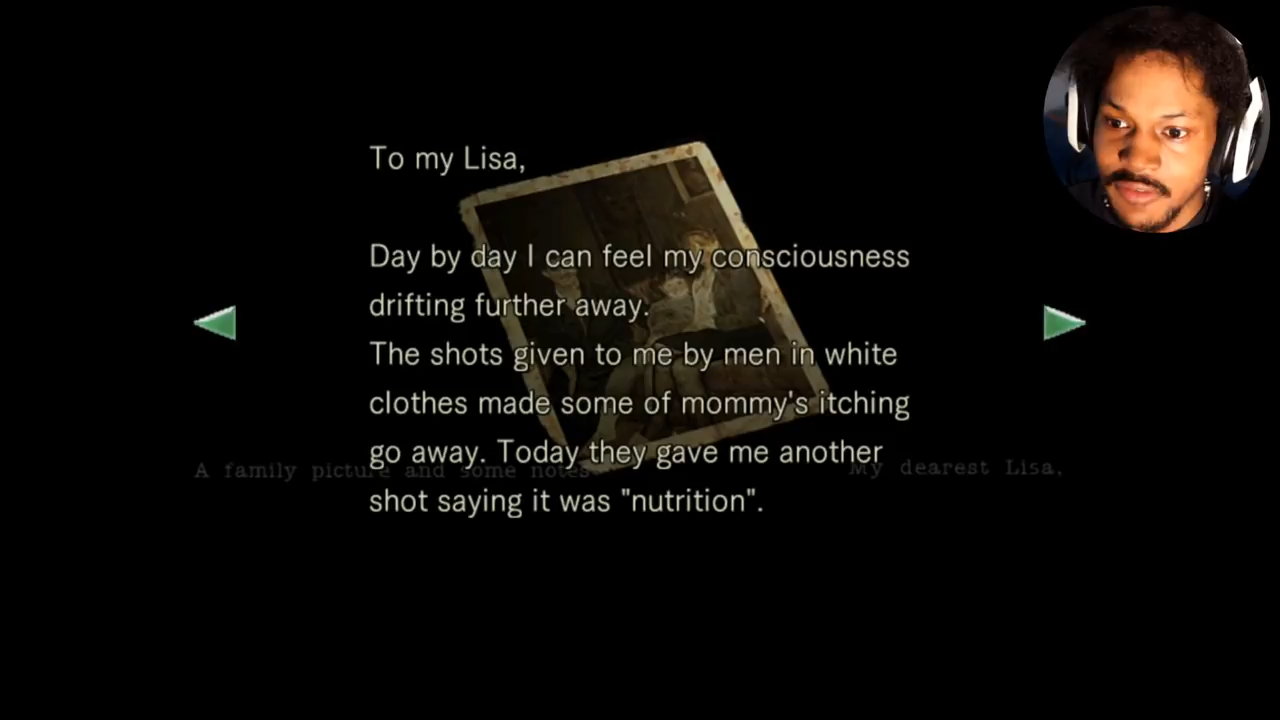 To my Lisa,
Day by day I can feel my consciousness
drifting further away.
The shots given to me by men in white
clothes made some of mommy's itching
go away. Today they gave me another
shot saying it was "nutrition".
A family picture and some notes
My dearest Lisa,